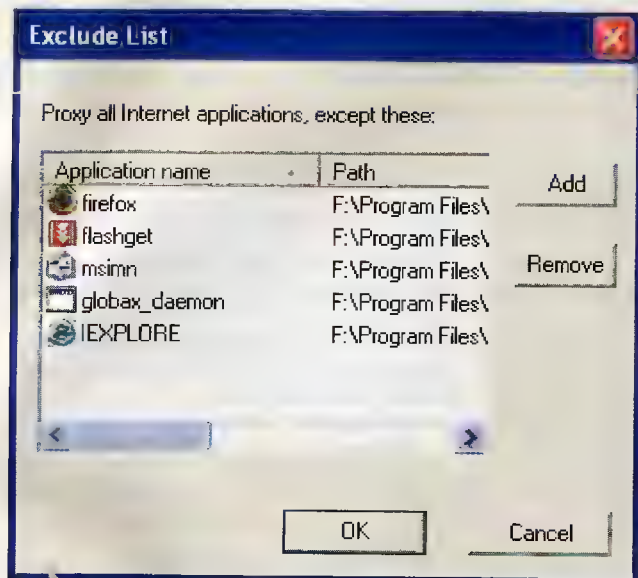 Exclude List
Proxy all Internet applications, except these:
Application name Path
firefox F:\Program Files\
flashget F:\Program Files\
msimn F:\Program Files\
globax_daemon F:\Program Files\
IEXPLORE F:\Program Files\
Add
Remove
OK Cancel